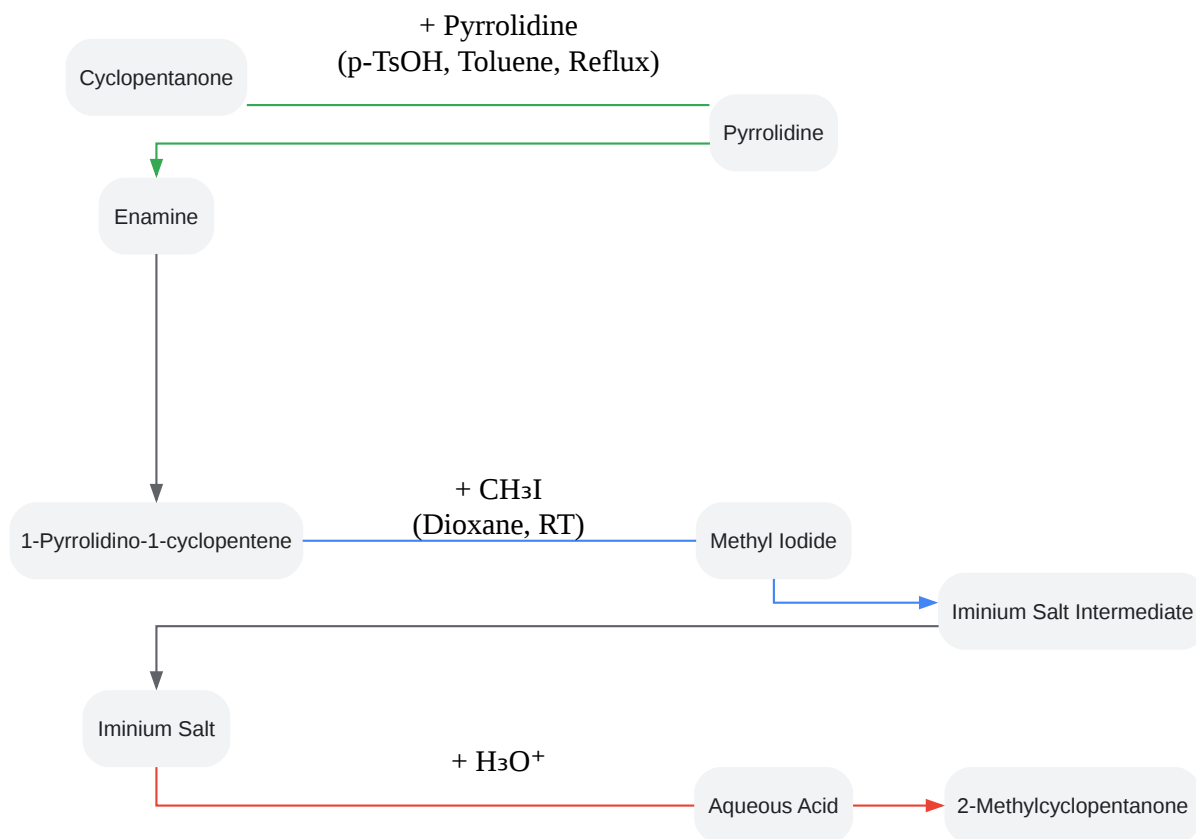 + Pyrrolidine
(p-TsOH, Toluene, Reflux)
Cyclopentanone
Pyrrolidine
Enamine
+ CH₃I
(Dioxane, RT)
1-Pyrrolidino-1-cyclopentene
Methyl Iodide
Iminium Salt Intermediate
Iminium Salt
+ H₃O⁺
Aqueous Acid
2-Methylcyclopentanone